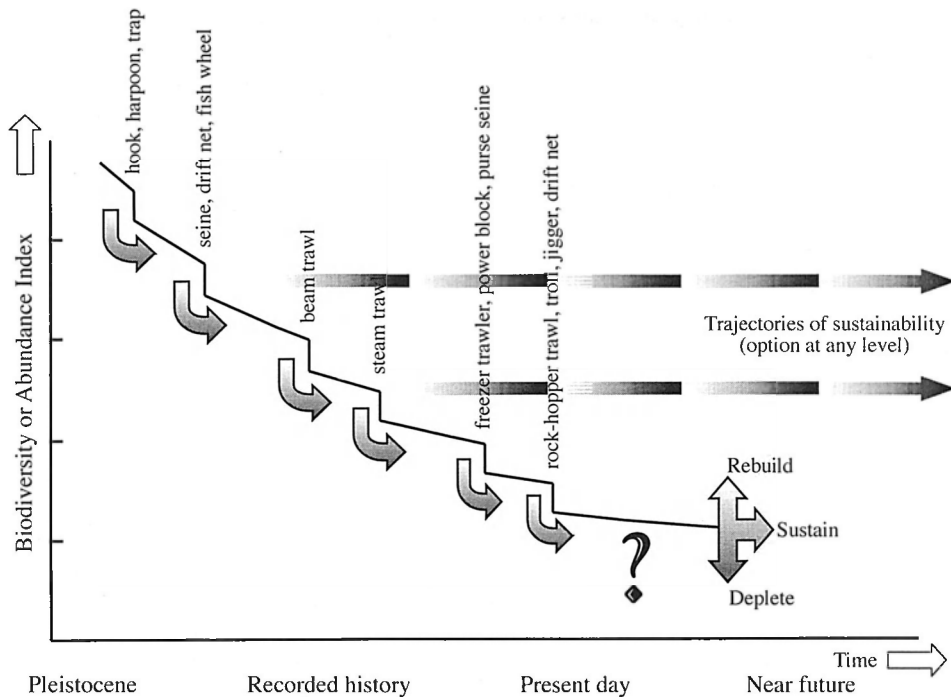 hook, harpoon, trap
seine, drift net, fish wheel
beam trawl
steam trawl
freezer trawler, power block, purse seine
rock-hopper trawl, troll, jigger, drift net
Biodiversity or Abundance Index
Trajectories of sustainability
(option at any level)
Rebuild
Sustain
Deplete
?
Time
Pleistocene
Recorded history
Present day
Near future